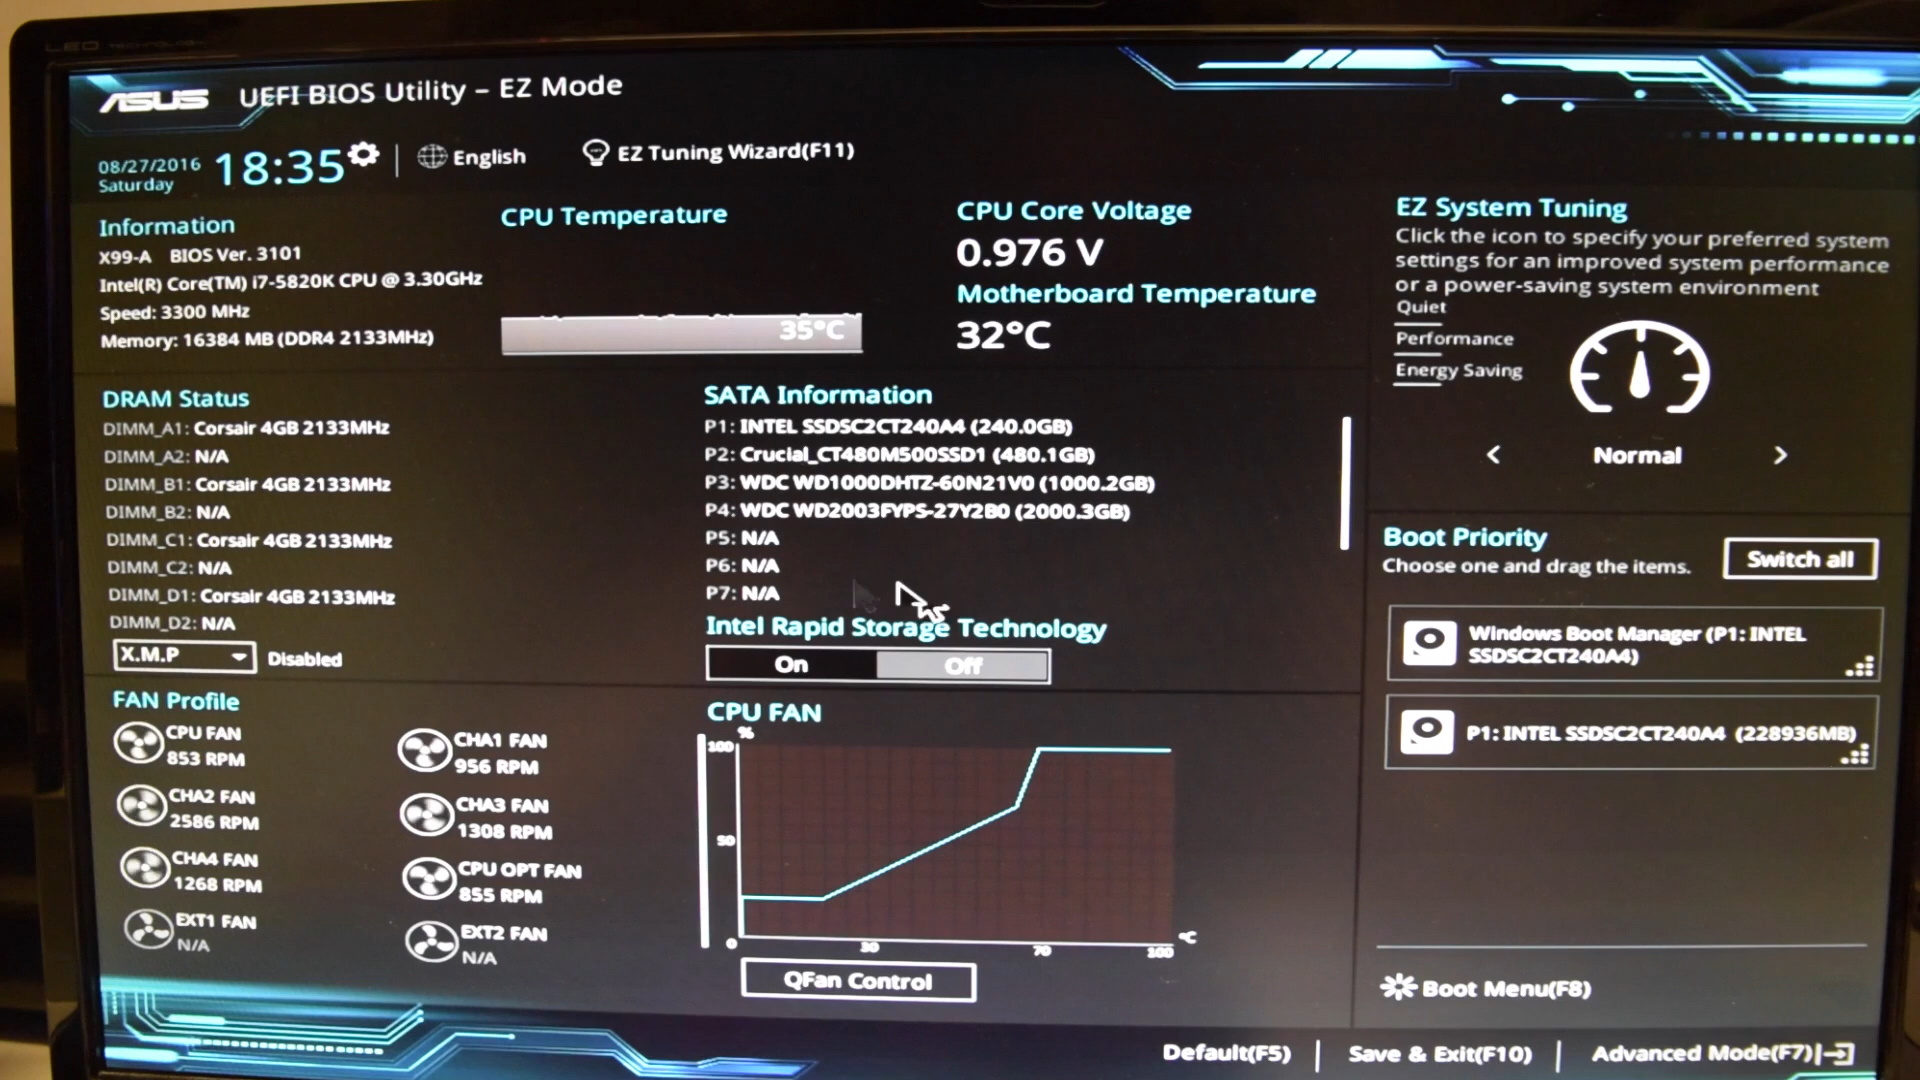 ASUS UEFI BIOS Utility – EZ Mode
08/27/2016
Saturday
18:35
English
EZ Tuning Wizard(F11)
Information
X99-A BIOS Ver. 3101
Intel(R) Core(TM) i7-5820K CPU @ 3.30GHz
Speed: 3300 MHz
Memory: 16384 MB (DDR4 2133MHz)
CPU Temperature
35°C
CPU Core Voltage
0.976 V
Motherboard Temperature
32°C
EZ System Tuning
Click the icon to specify your preferred system
settings for an improved system performance
or a power-saving system environment
Quiet
Performance
Energy Saving
Normal
DRAM Status
DIMM_A1: Corsair 4GB 2133MHz
DIMM_A2: N/A
DIMM_B1: Corsair 4GB 2133MHz
DIMM_B2: N/A
DIMM_C1: Corsair 4GB 2133MHz
DIMM_C2: N/A
DIMM_D1: Corsair 4GB 2133MHz
DIMM_D2: N/A
X.M.P Disabled
SATA Information
P1: INTEL SSDSC2CT240A4 (240.0GB)
P2: Crucial_CT480M500SSD1 (480.1GB)
P3: WDC WD1000DHTZ-60N21V0 (1000.2GB)
P4: WDC WD2003FYPS-27Y2B0 (2000.3GB)
P5: N/A
P6: N/A
P7: N/A
Intel Rapid Storage Technology
On Off
Boot Priority
Choose one and drag the items.
Switch all
Windows Boot Manager (P1: INTEL
SSDSC2CT240A4)
P1: INTEL SSDSC2CT240A4 (228936MB)
FAN Profile
CPU FAN
853 RPM
CHA1 FAN
956 RPM
CHA2 FAN
2586 RPM
CHA3 FAN
1308 RPM
CHA4 FAN
1268 RPM
CPU OPT FAN
855 RPM
EXT1 FAN
N/A
EXT2 FAN
N/A
CPU FAN
%
100
50
0 30 70 100 °C
QFan Control
Boot Menu(F8)
Default(F5) | Save & Exit(F10) | Advanced Mode(F7)